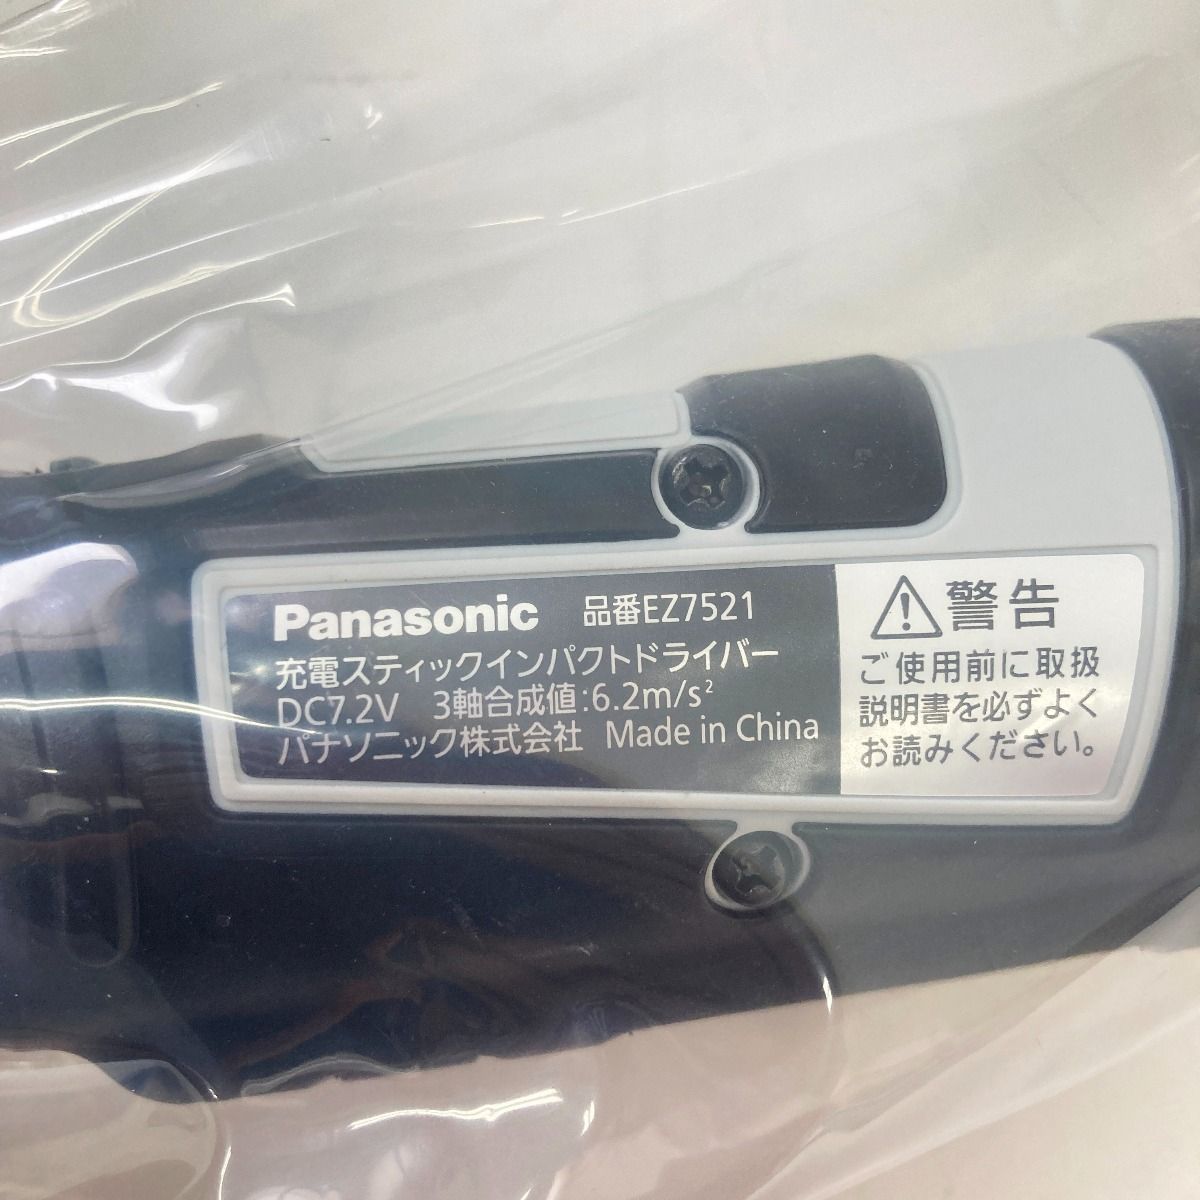 Panasonic 品番EZ7521
充電スティックインパクトドライバー
DC7.2V 3軸合成値:6.2m/s²
パナソニック株式会社 Made in China
警告
ご使用前に取扱
説明書を必ずよく
お読みください。